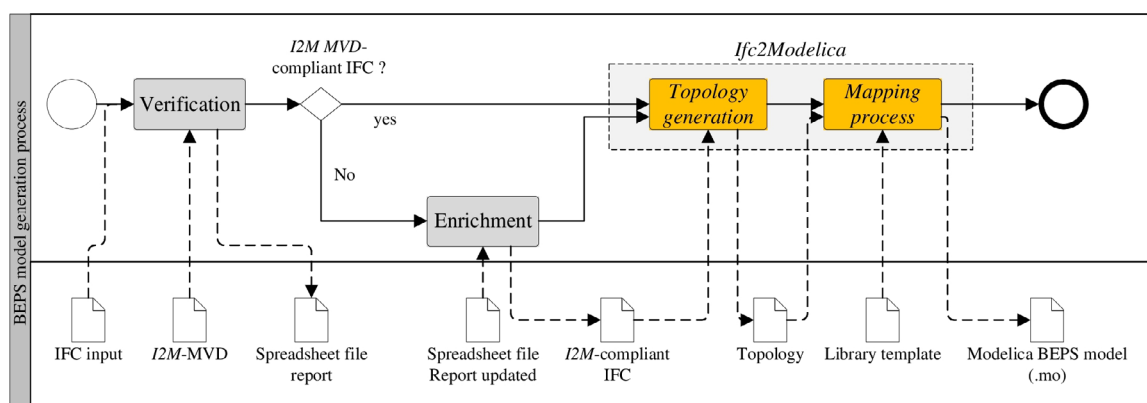 BEPS model generation process
I2M MVD-
compliant IFC ?
Ifc2Modelica
Verification
yes
No
Topology
generation
Mapping
process
Enrichment
IFC input
I2M-MVD
Spreadsheet file
report
Spreadsheet file
Report updated
I2M-compliant
IFC
Topology
Library template
Modelica BEPS model
(.mo)